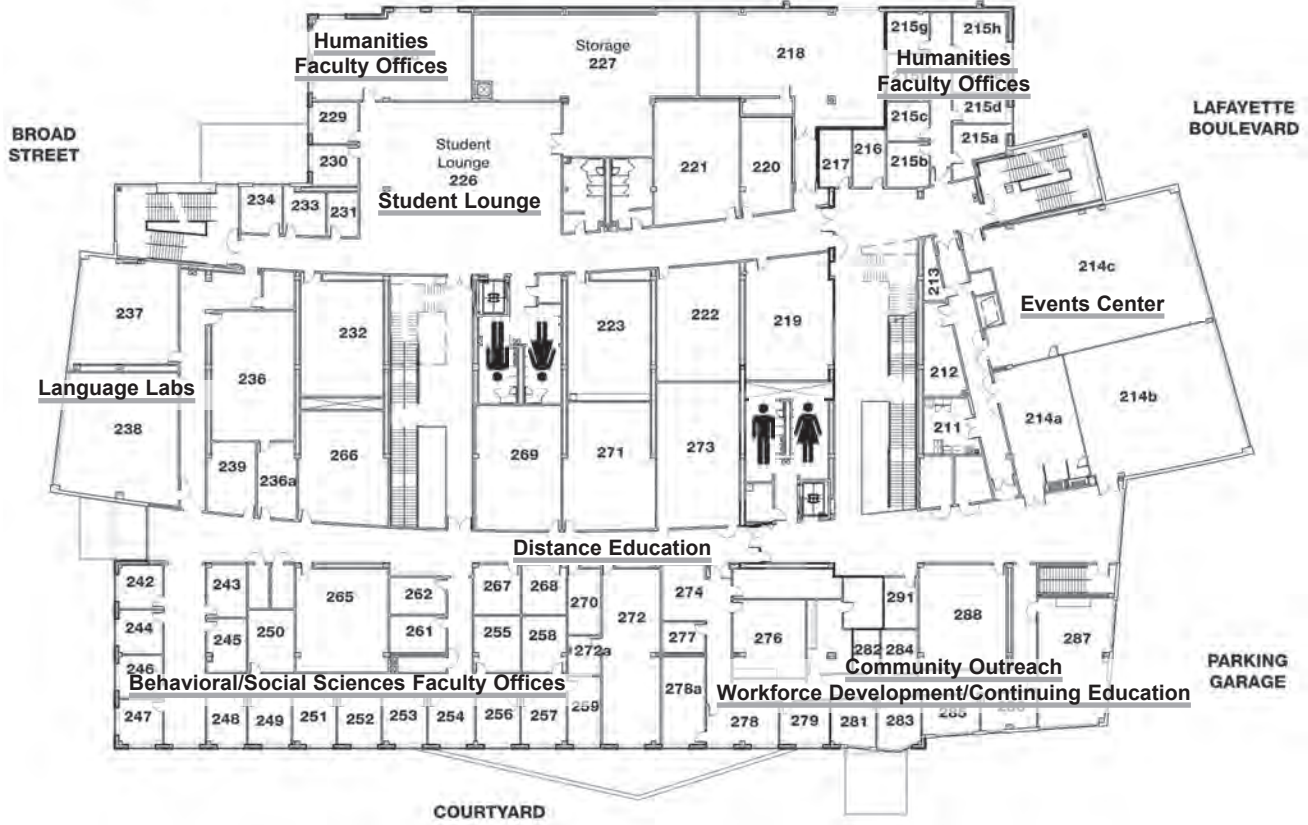 Humanities
Faculty Offices
Storage
227
218
215g
215h
Humanities
Faculty Offices
BROAD
STREET
LAFAYETTE
BOULEVARD
229
230
Student
Lounge
226
Student Lounge
221
220
217
216
215c
215d
215b
215a
234
233
231
237
232
223
222
219
213
214c
Events Center
Language Labs
236
238
239
236a
266
269
271
273
212
211
214a
214b
Distance Education
242
243
244
245
246
250
265
262
261
267
268
255
258
270
272
272a
274
277
276
291
288
287
282
284
Behavioral/Social Sciences Faculty Offices
Community Outreach
Workforce Development/Continuing Education
PARKING
GARAGE
247
248
249
251
252
253
254
256
257
259
278a
278
279
281
283
285
COURTYARD